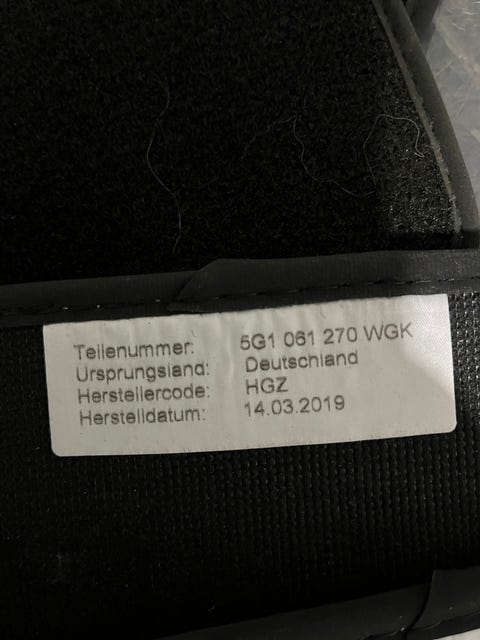 Teilenummer: 5G1 061 270 WGK
Ursprungsland: Deutschland
Herstellercode: HGZ
Herstelldatum: 14.03.2019